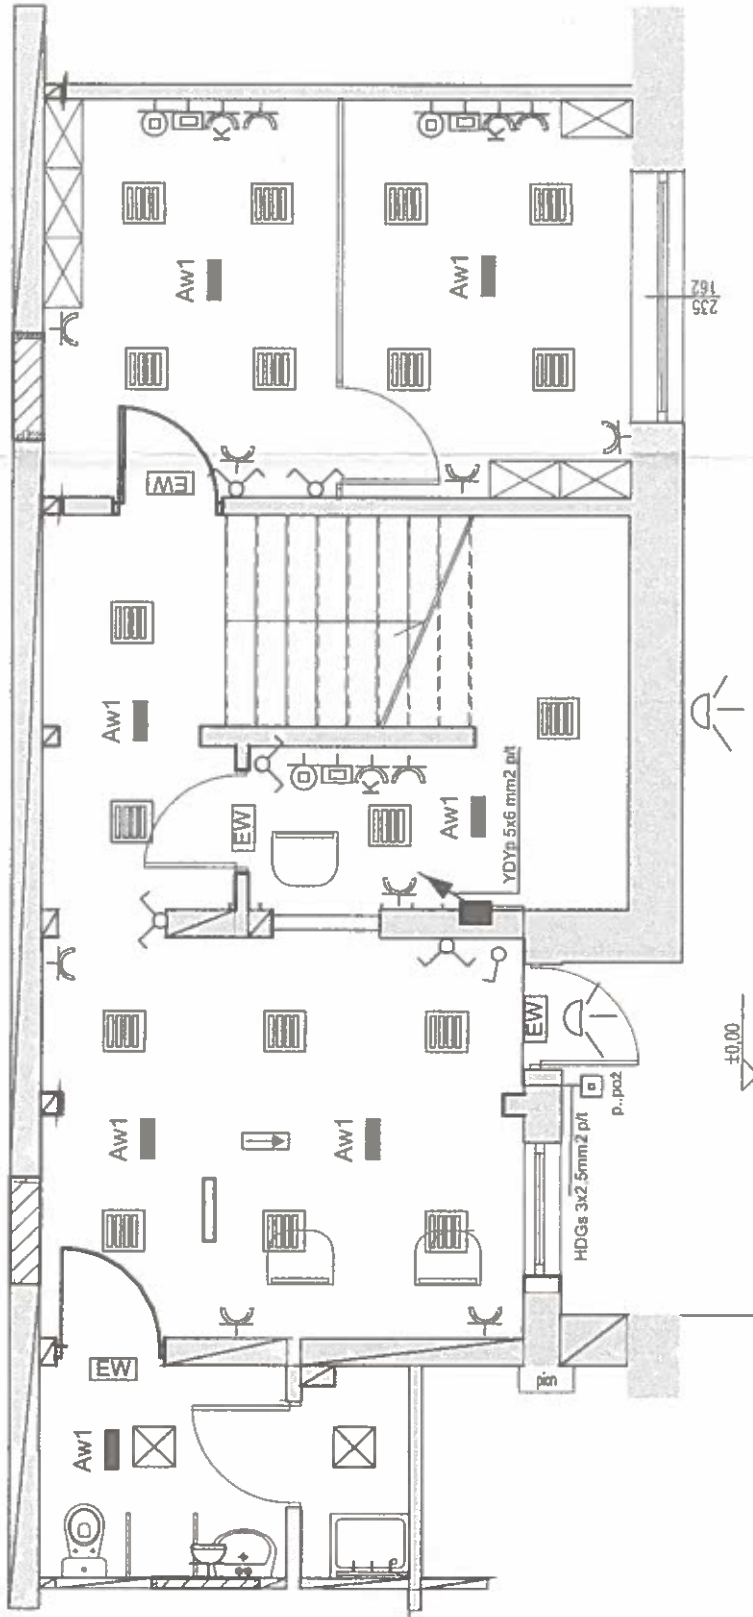 K
K
Aw1
Aw1
162
235
EW
Aw1
K
EW
Aw1
YDYp 5x6 mm2 p/t
EW
±0,00
p..poż
HDGs 3x2,5mm2 p/t
Aw1
Aw1
EW
pion
Aw1